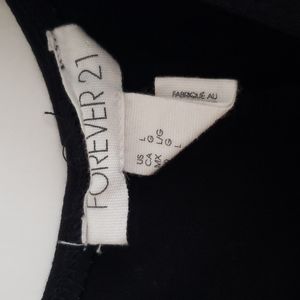 FOREVER 21
L G L/G G L
US CA MX
FABRIQUÉ AU